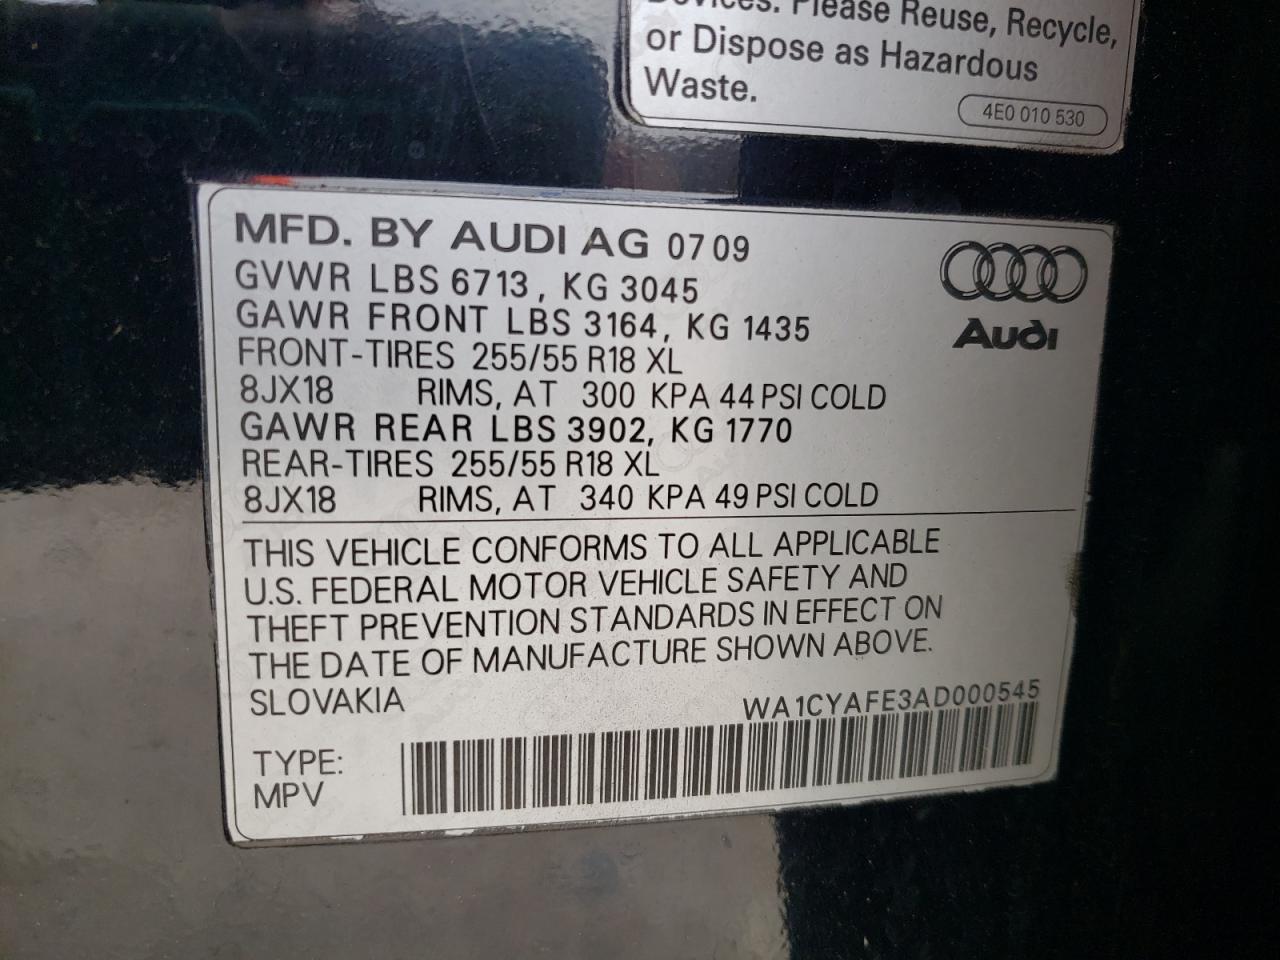 Devices. Please Reuse, Recycle,
or Dispose as Hazardous
Waste.
4E0 010 530
MFD. BY AUDI AG 07 09
GVWR LBS 6713, KG 3045
GAWR FRONT LBS 3164, KG 1435
FRONT-TIRES 255/55 R18 XL
8JX18 RIMS, AT 300 KPA 44 PSI COLD
GAWR REAR LBS 3902, KG 1770
REAR-TIRES 255/55 R18 XL
8JX18 RIMS, AT 340 KPA 49 PSI COLD
Audi
THIS VEHICLE CONFORMS TO ALL APPLICABLE
U.S. FEDERAL MOTOR VEHICLE SAFETY AND
THEFT PREVENTION STANDARDS IN EFFECT ON
THE DATE OF MANUFACTURE SHOWN ABOVE.
SLOVAKIA
WA1CYAFE3AD000545
TYPE:
MPV